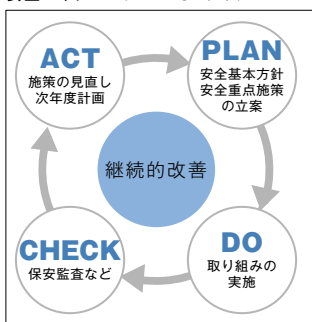 ACT
施策の見直し
次年度計画
PLAN
安全基本方針
安全重点施策
の立案
継続的改善
CHECK
保安監査など
DO
取り組みの
実施